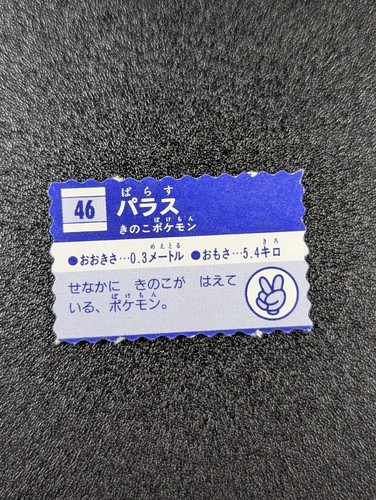 46
ぱらす
パラス
ぽけもん
きのこポケモン
めえとる きろ
●おおきさ…0.3メートル ●おもさ…5.4キロ
せなかに きのこが はえて
ぽけもん
いる、ポケモン。